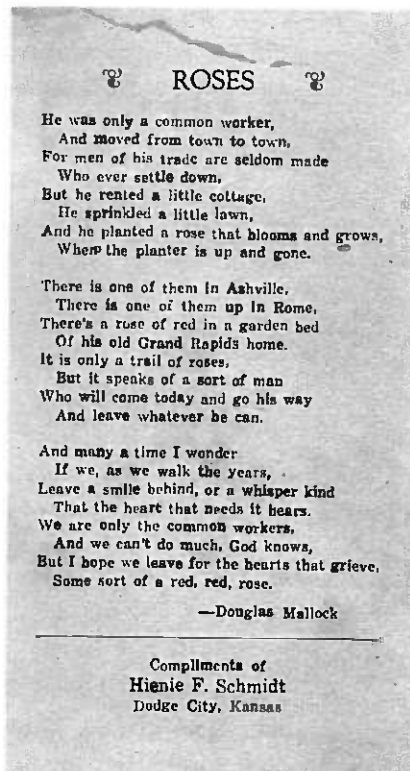 ROSES
He was only a common worker,
And moved from town to town,
For men of his trade are seldom made
Who ever settle down,
But he rented a little cottage,
He sprinkled a little lawn,
And he planted a rose that blooms and grows,
When the planter is up and gone.
There is one of them in Ashville,
There is one of them up in Rome,
There's a rose of red in a garden bed
Of his old Grand Rapids home.
It is only a trail of roses,
But it speaks of a sort of man
Who will come today and go his way
And leave whatever he can.
And many a time I wonder
If we, as we walk the years,
Leave a smile behind, or a whisper kind
That the heart that needs it hears.
We are only the common workers,
And we can't do much, God knows,
But I hope we leave for the hearts that grieve,
Some sort of a red, red, rose.
—Douglas Mallock
Compliments of
Hienie F. Schmidt
Dodge City, Kansas